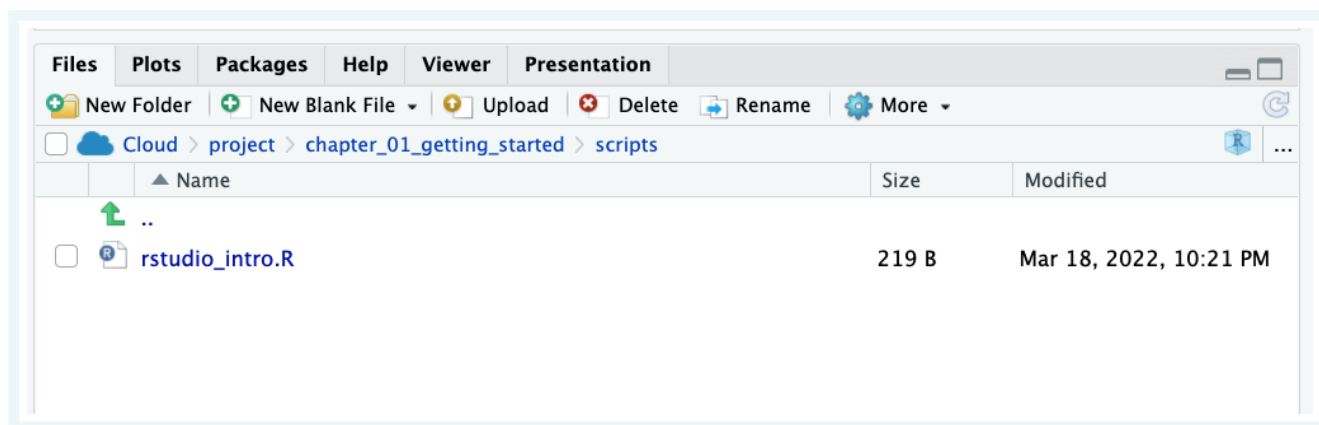 Files Plots Packages Help Viewer Presentation
New Folder New Blank File Upload Delete Rename More
Cloud project chapter_01_getting_started scripts R ...
Name Size Modified
..
R rstudio_intro.R 219 B Mar 18, 2022, 10:21 PM